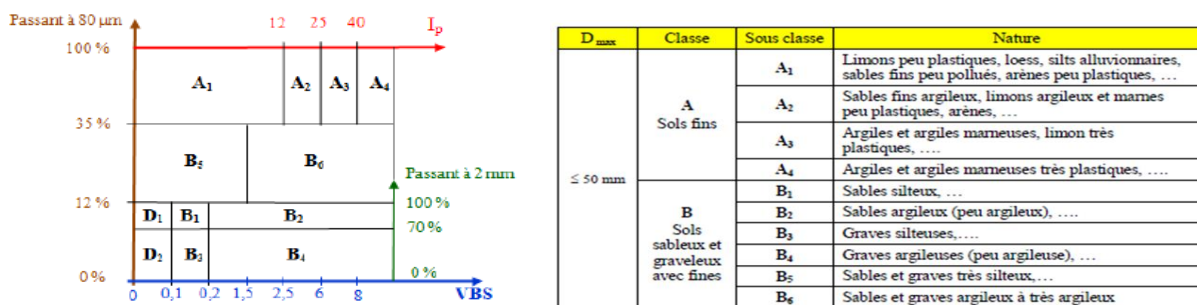 Passant à 80 µm
12 25 40
I_p
100 %
A₁ A₂ A₃ A₄
35 %
B₅ B₆
Passant à 2 mm
12 %
100 %
D₁ B₁ B₂
70 %
D₂ B₃ B₄
0 %
0 %
0 0,1 0,2 1,5 2,5 6 8 VBS
D_max Classe Sous classe Nature
≤ 50 mm
A
Sols fins
A₁
Limons peu plastiques, loess, silts alluvionnaires,
sables fins peu pollués, arènes peu plastiques, …
A₂
Sables fins argileux, limons argileux et marnes
peu plastiques, arènes, …
A₃
Argiles et argiles marneuses, limon très
plastiques, ….
A₄
Argiles et argiles marneuses très plastiques, ….
B
Sols
sableux et
graveleux
avec fines
B₁
Sables silteux, …
B₂
Sables argileux (peu argileux), ….
B₃
Graves silteuses,….
B₄
Graves argileuses (peu argileuse), …
B₅
Sables et graves très silteux,…
B₆
Sables et graves argileux à très argileux